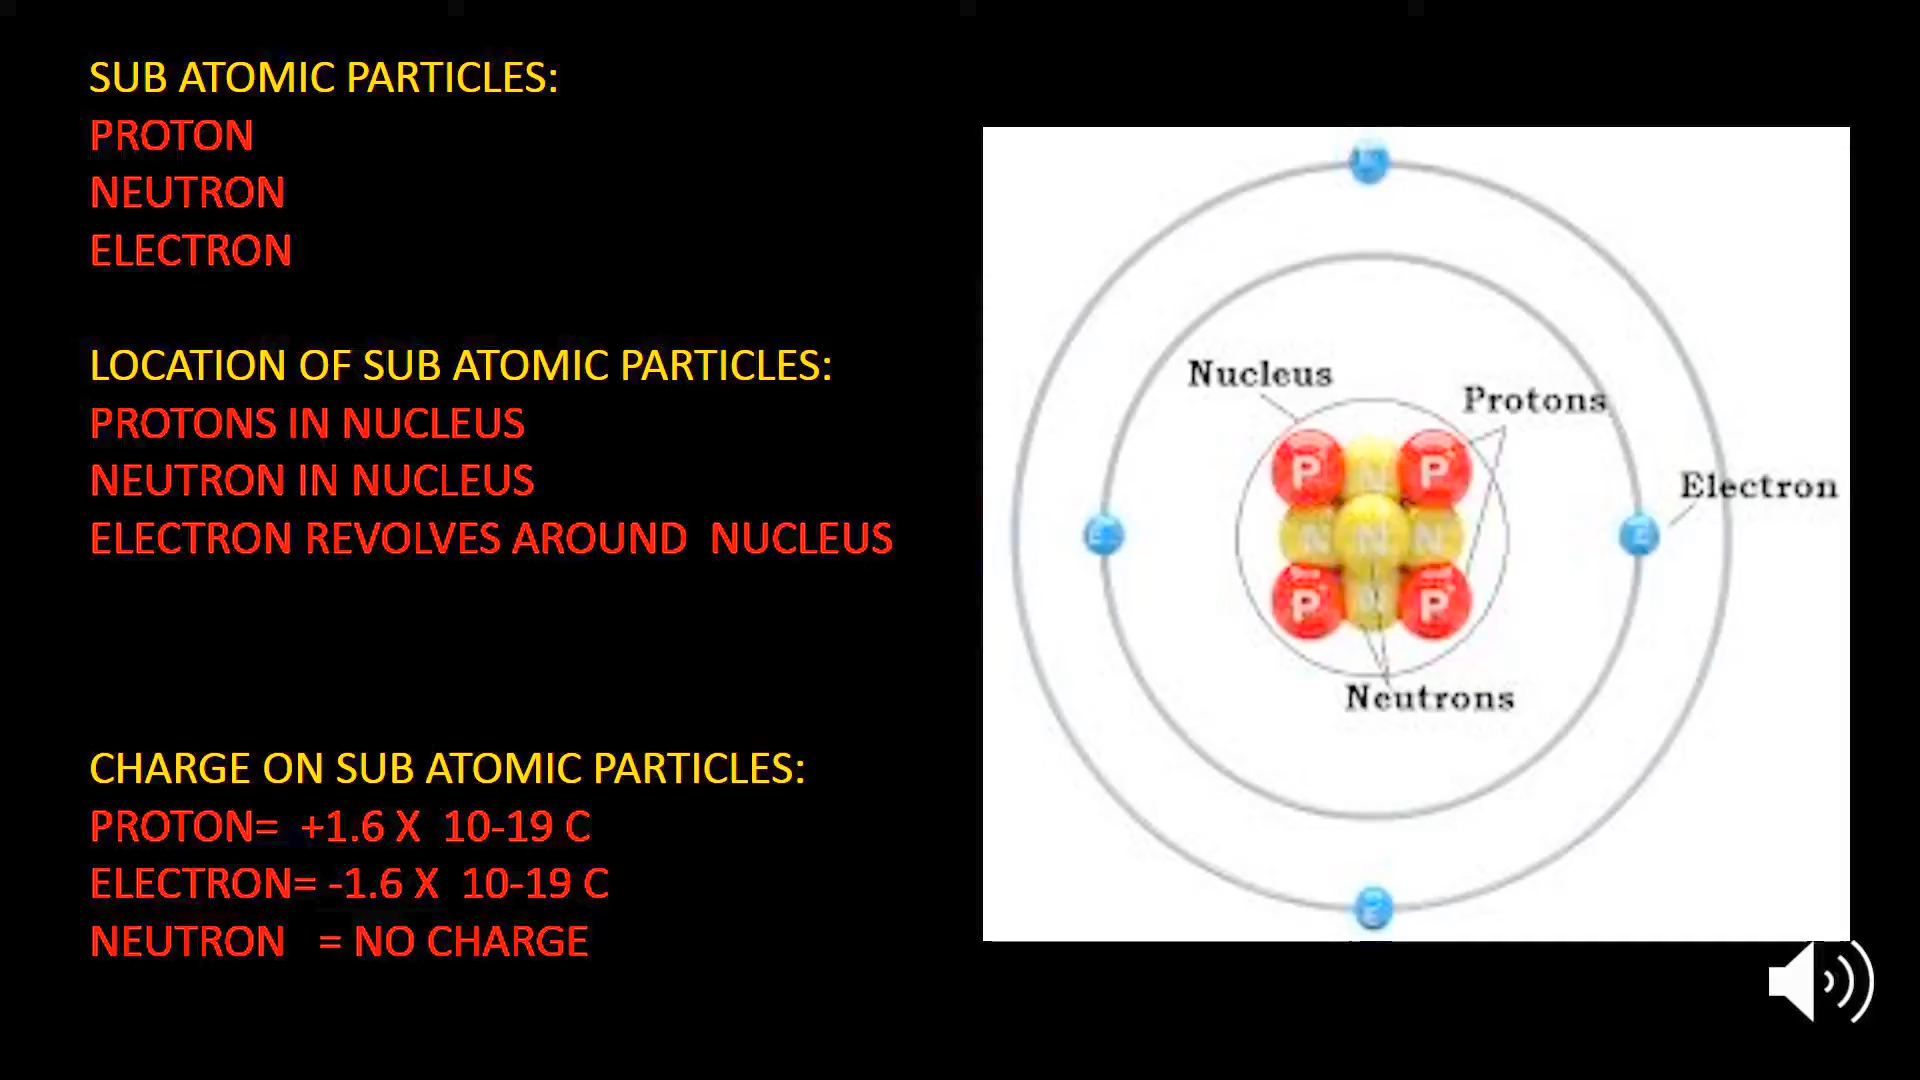 SUB ATOMIC PARTICLES:
PROTON
NEUTRON
ELECTRON
LOCATION OF SUB ATOMIC PARTICLES:
PROTONS IN NUCLEUS
NEUTRON IN NUCLEUS
ELECTRON REVOLVES AROUND NUCLEUS
CHARGE ON SUB ATOMIC PARTICLES:
PROTON= +1.6 X 10-19 C
ELECTRON= -1.6 X 10-19 C
NEUTRON = NO CHARGE
E
Nucleus
Protons
Electron
P N P
E N N N E
P N P
Neutrons
E